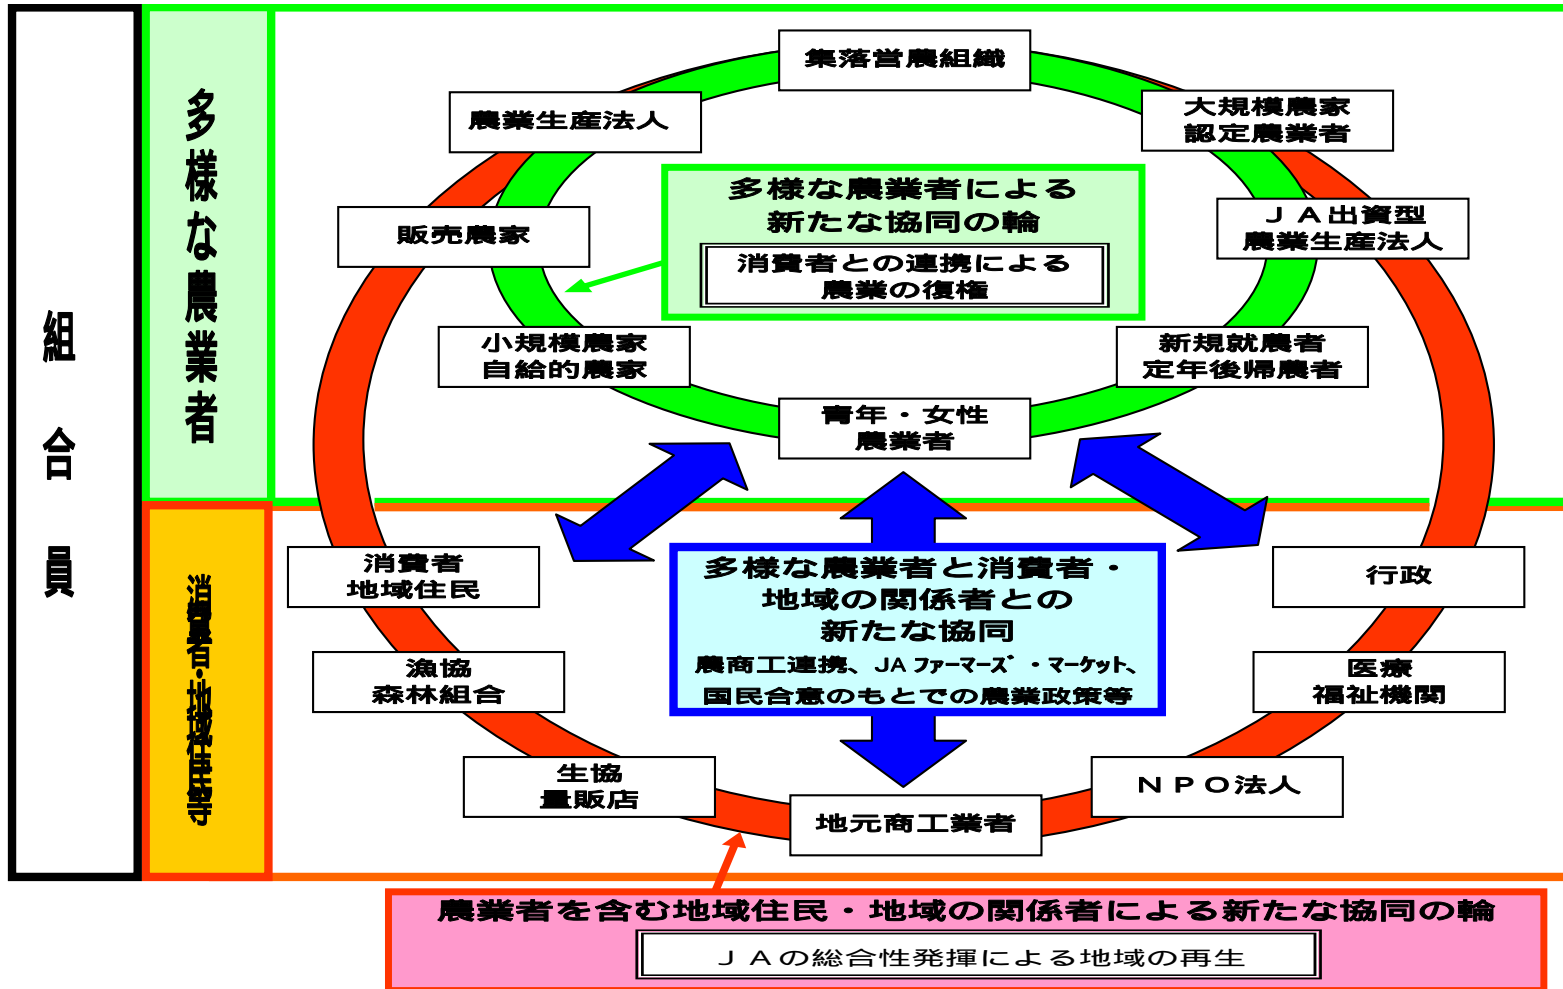 組合員
多様な農業者
消費者・地域住民等
集落営農組織
農業生産法人
大規模農家
認定農業者
販売農家
ＪＡ出資型
農業生産法人
多様な農業者による
新たな協同の輪
消費者との連携による
農業の復権
小規模農家
自給的農家
新規就農者
定年後帰農者
青年・女性
農業者
消費者
地域住民
行政
多様な農業者と消費者・
地域の関係者との
新たな協同
農商工連携、JAﾌｧｰﾏｰｽﾞ・ﾏｰｹｯﾄ、
国民合意のもとでの農業政策等
漁協
森林組合
医療
福祉機関
生協
量販店
ＮＰＯ法人
地元商工業者
農業者を含む地域住民・地域の関係者による新たな協同の輪
ＪＡの総合性発揮による地域の再生